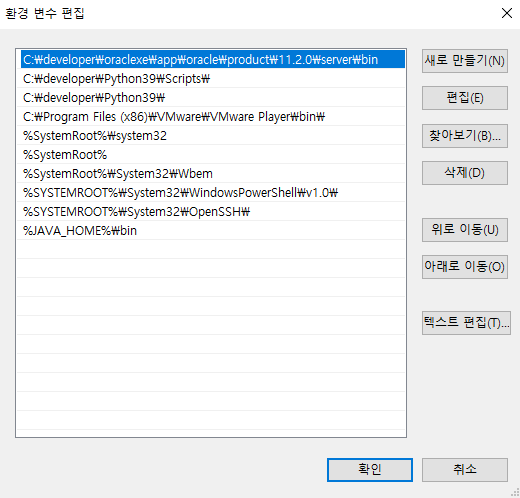 환경 변수 편집
C:₩developer₩oraclexe₩app₩oracle₩product₩11.2.0₩server₩bin
새로 만들기(N)
C:₩developer₩Python39₩Scripts₩
C:₩developer₩Python39₩
편집(E)
C:₩Program Files (x86)₩VMware₩VMware Player₩bin₩
%SystemRoot%₩system32
찾아보기(B)...
%SystemRoot%
%SystemRoot%₩System32₩Wbem
삭제(D)
%SYSTEMROOT%₩System32₩WindowsPowerShell₩v1.0₩
%SYSTEMROOT%₩System32₩OpenSSH₩
%JAVA_HOME%₩bin
위로 이동(U)
아래로 이동(O)
텍스트 편집(T)...
확인
취소